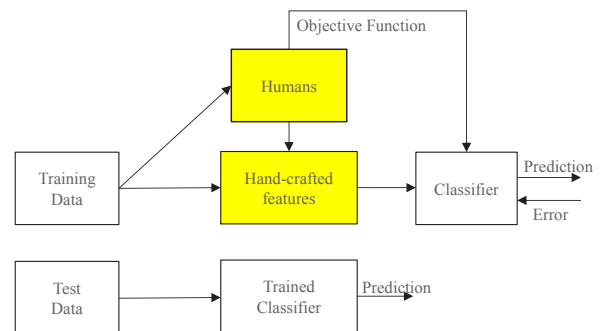 Objective Function
Humans
Training
Data
Hand-crafted
features
Classifier
Prediction
Error
Test
Data
Trained
Classifier
Prediction